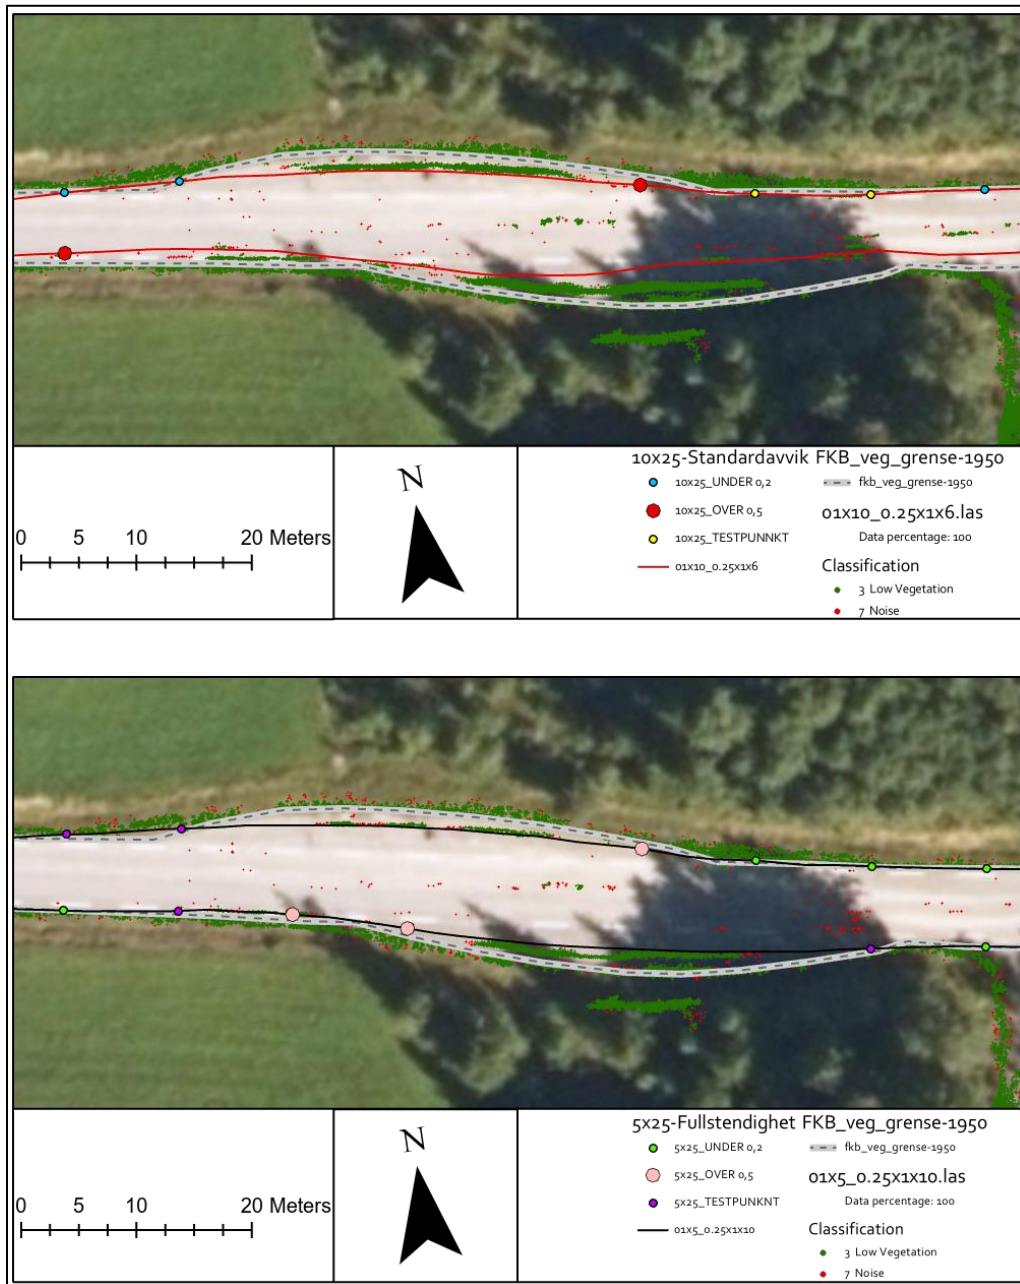 10x25-Standardavvik FKB_veg_grense-1950
10x25_UNDER 0,2 fkb_veg_grense-1950
10x25_OVER 0,5 01x10_0.25x1x6.las
10x25_TESTPUNNKT Data percentage: 100
01x10_0.25x1x6 Classification
3 Low Vegetation
7 Noise
N
0 5 10 20 Meters
5x25-Fullstendighet FKB_veg_grense-1950
5x25_UNDER 0,2 fkb_veg_grense-1950
5x25_OVER 0,5 01x5_0.25x1x10.las
5x25_TESTPUNKNT Data percentage: 100
01x5_0.25x1x10 Classification
3 Low Vegetation
7 Noise
N
0 5 10 20 Meters